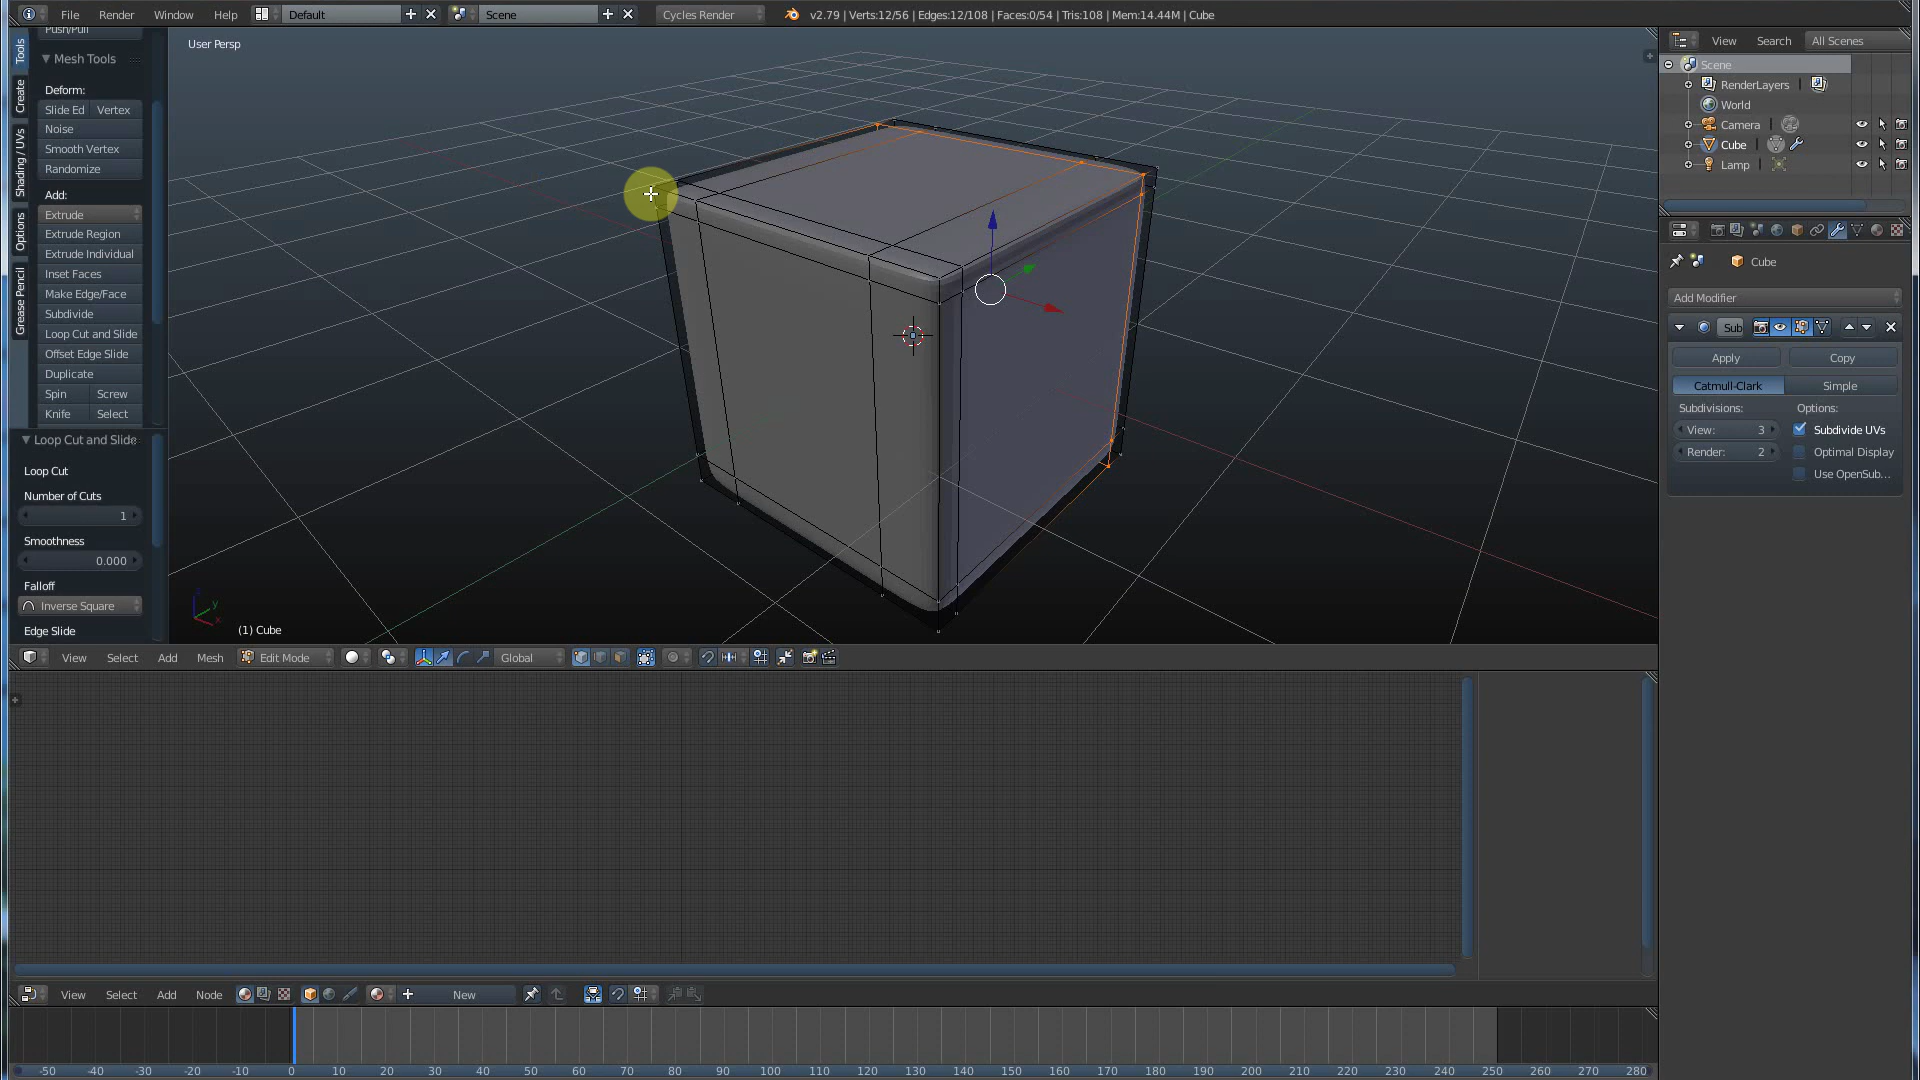 File Render Window Help Default Scene Cycles Render v2.79 | Verts:12/56 | Edges:12/108 | Faces:0/54 | Tris:108 | Mem:14.44M | Cube
Tools
Create
Shading / UVs
Options
Grease Pencil
Push/Pull
Mesh Tools
Deform:
Slide Ed Vertex
Noise
Smooth Vertex
Randomize
Add:
Extrude
Extrude Region
Extrude Individual
Inset Faces
Make Edge/Face
Subdivide
Loop Cut and Slide
Offset Edge Slide
Duplicate
Spin Screw
Knife Select
Loop Cut and Slide
Loop Cut
Number of Cuts
1
Smoothness
0.000
Falloff
Inverse Square
Edge Slide
User Persp
(1) Cube
View Select Add Mesh Edit Mode Global
View Search All Scenes
Scene
RenderLayers
World
Camera
Cube
Lamp
Cube
Add Modifier
Sub
Apply Copy
Catmull-Clark Simple
Subdivisions: Options:
View: 3 Subdivide UVs
Render: 2 Optimal Display
Use OpenSub...
View Select Add Node New
-50 -40 -30 -20 -10 0 10 20 30 40 50 60 70 80 90 100 110 120 130 140 150 160 170 180 190 200 210 220 230 240 250 260 270 280